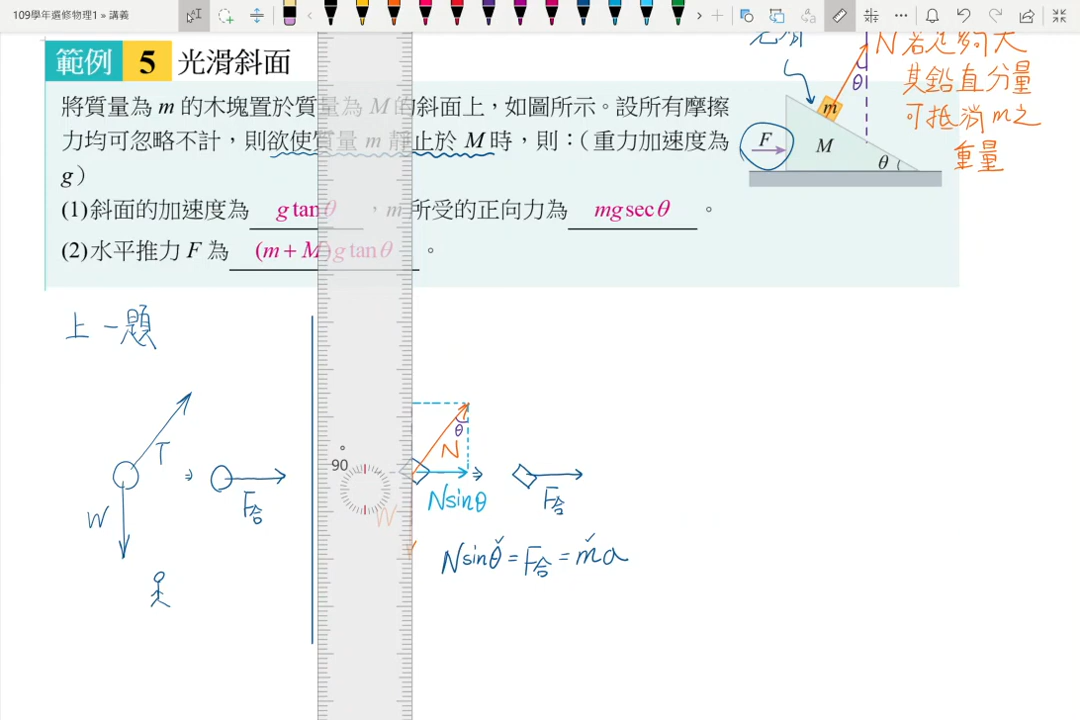 109學年選修物理1 » 講義
範例 5 光滑斜面
將質量為 m 的木塊置於質量為 M 的斜面上，如圖所示。設所有摩擦
力均可忽略不計，則欲使質量 m 靜止於 M 時，則：（重力加速度為
g）
(1)斜面的加速度為 g tanθ ，m 所受的正向力為 mg secθ 。
(2)水平推力 F 為 (m + M)g tanθ 。
N 若足夠大
其鉛直分量
可抵消m之
重量
θ
m
F
M
θ
上一題
T
W
⇒
F合
90
°
θ
N
Nsinθ
W
⇒
F合
Nsinθ = F合 = ma